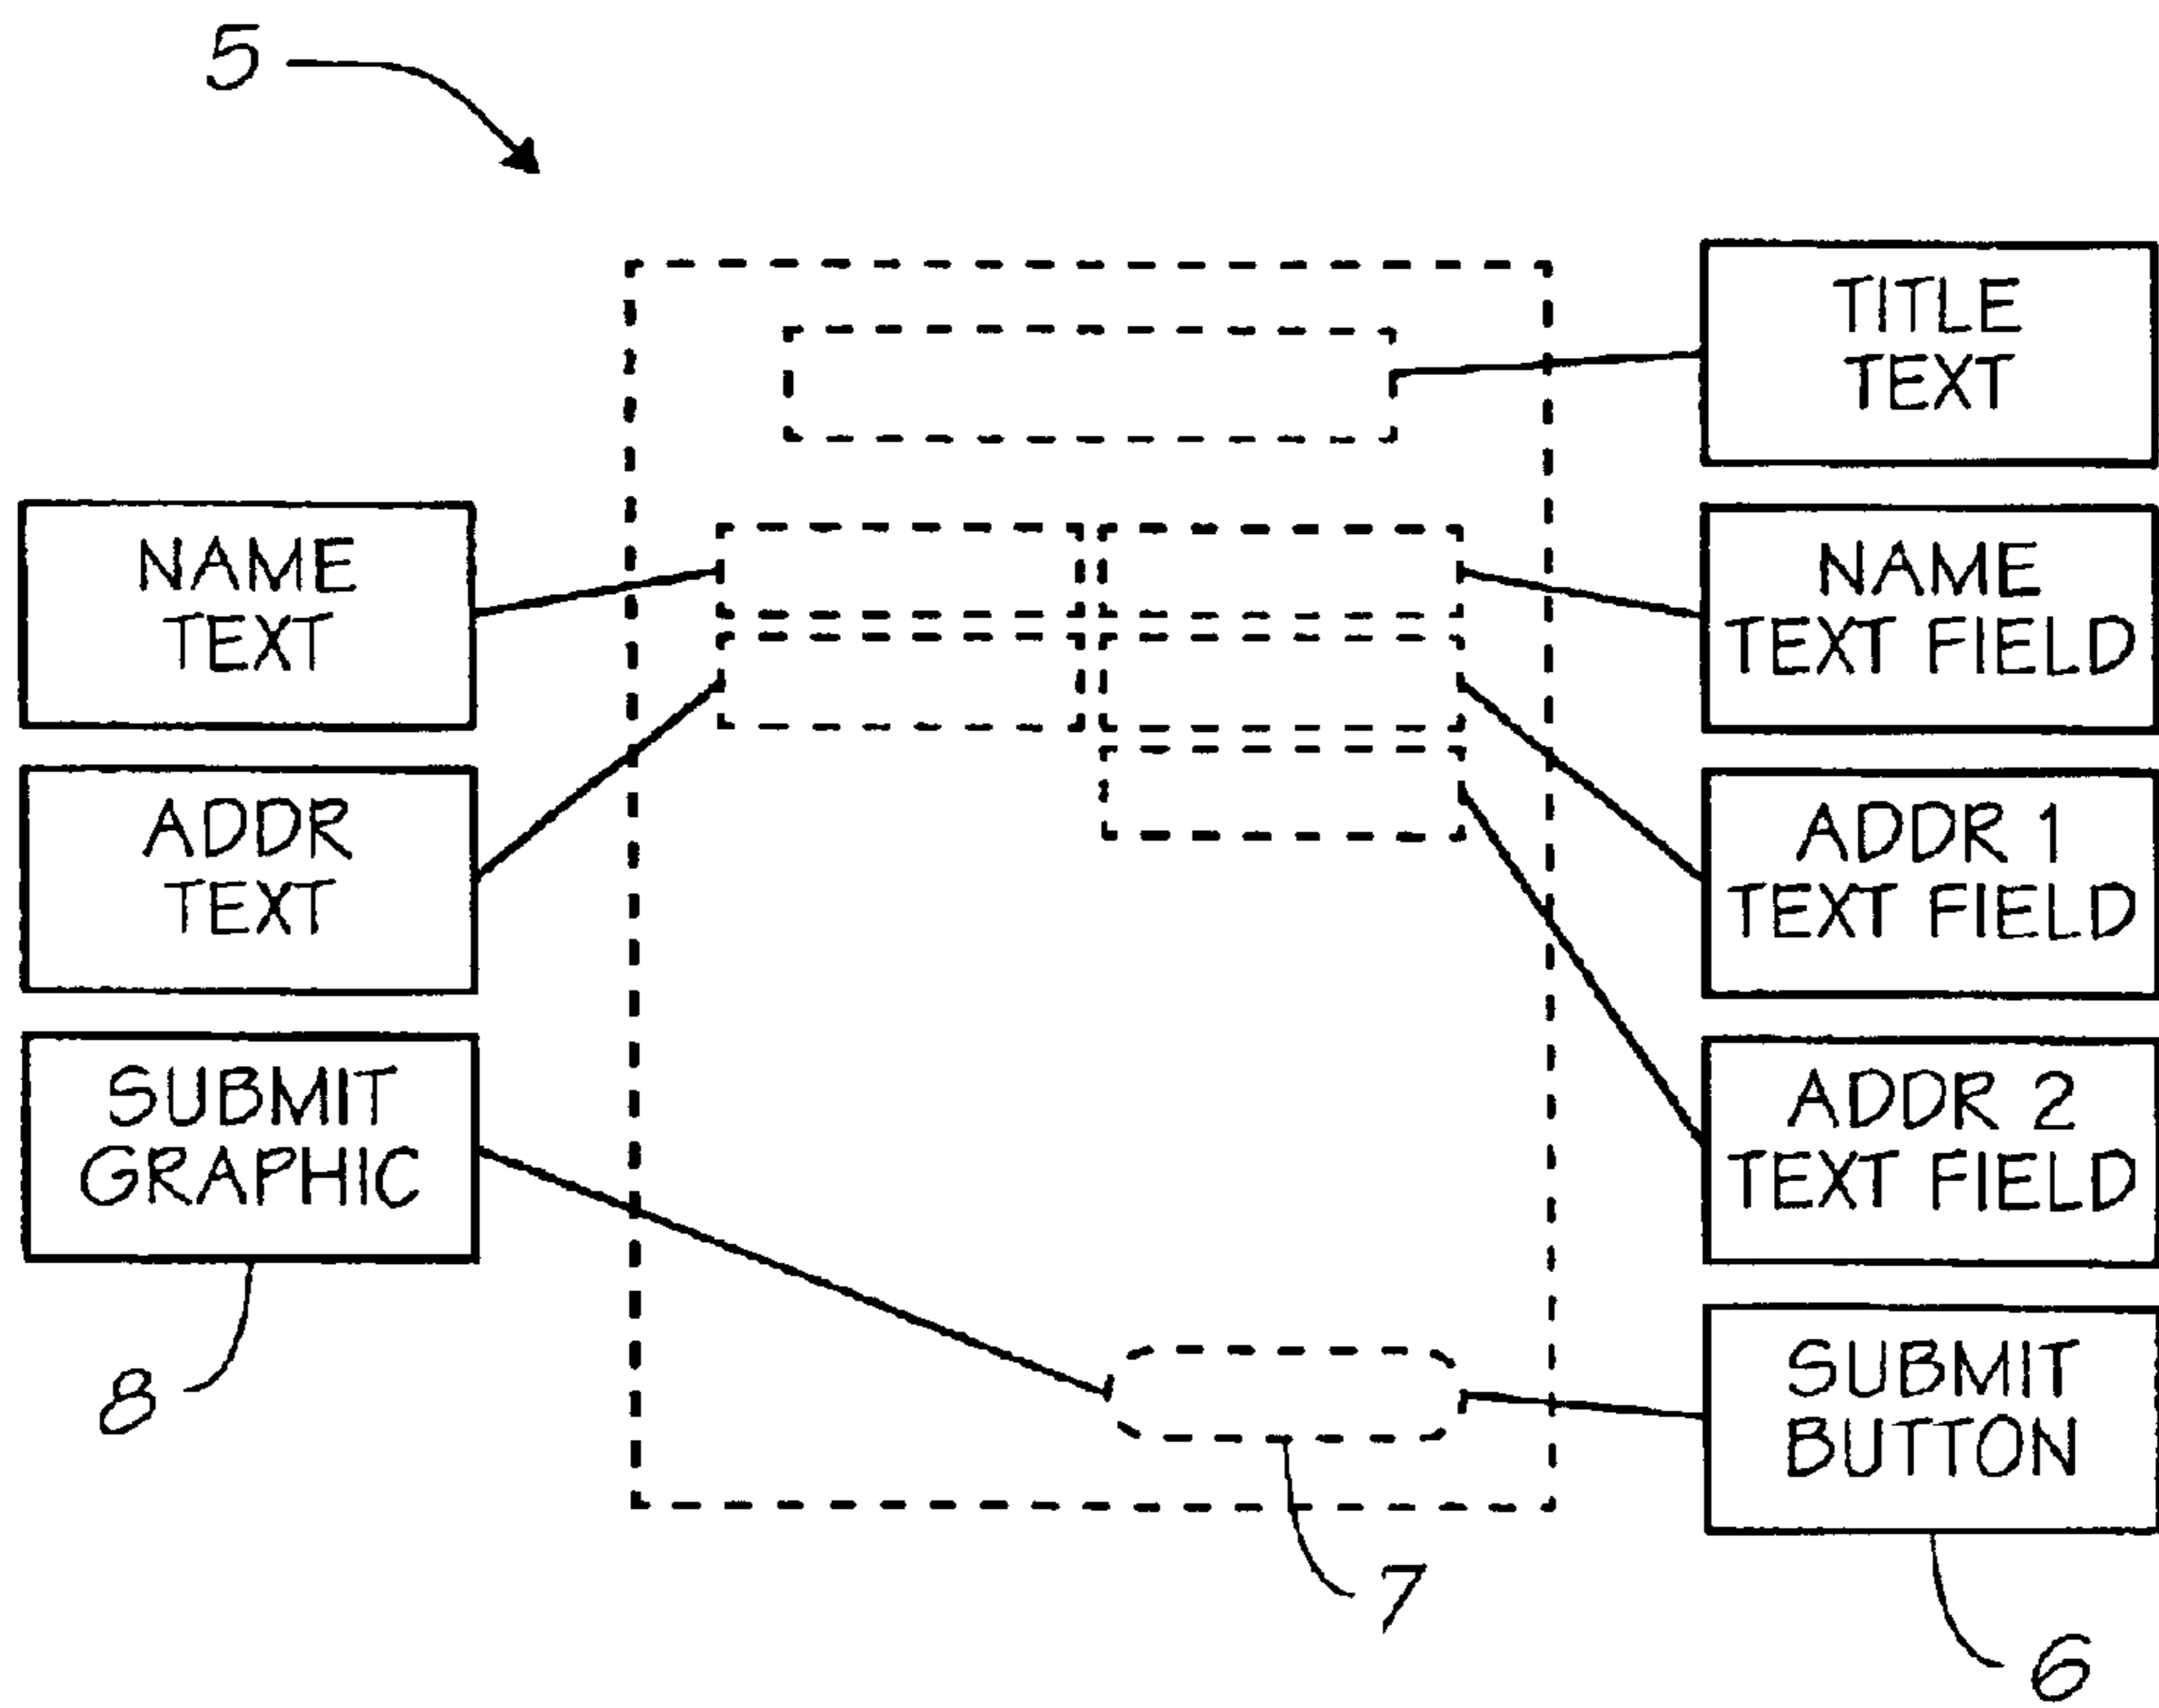 5
TITLE
TEXT
NAME
TEXT
NAME
TEXT FIELD
ADDR
TEXT
ADDR 1
TEXT FIELD
SUBMIT
GRAPHIC
ADDR 2
TEXT FIELD
SUBMIT
BUTTON
8
7
6